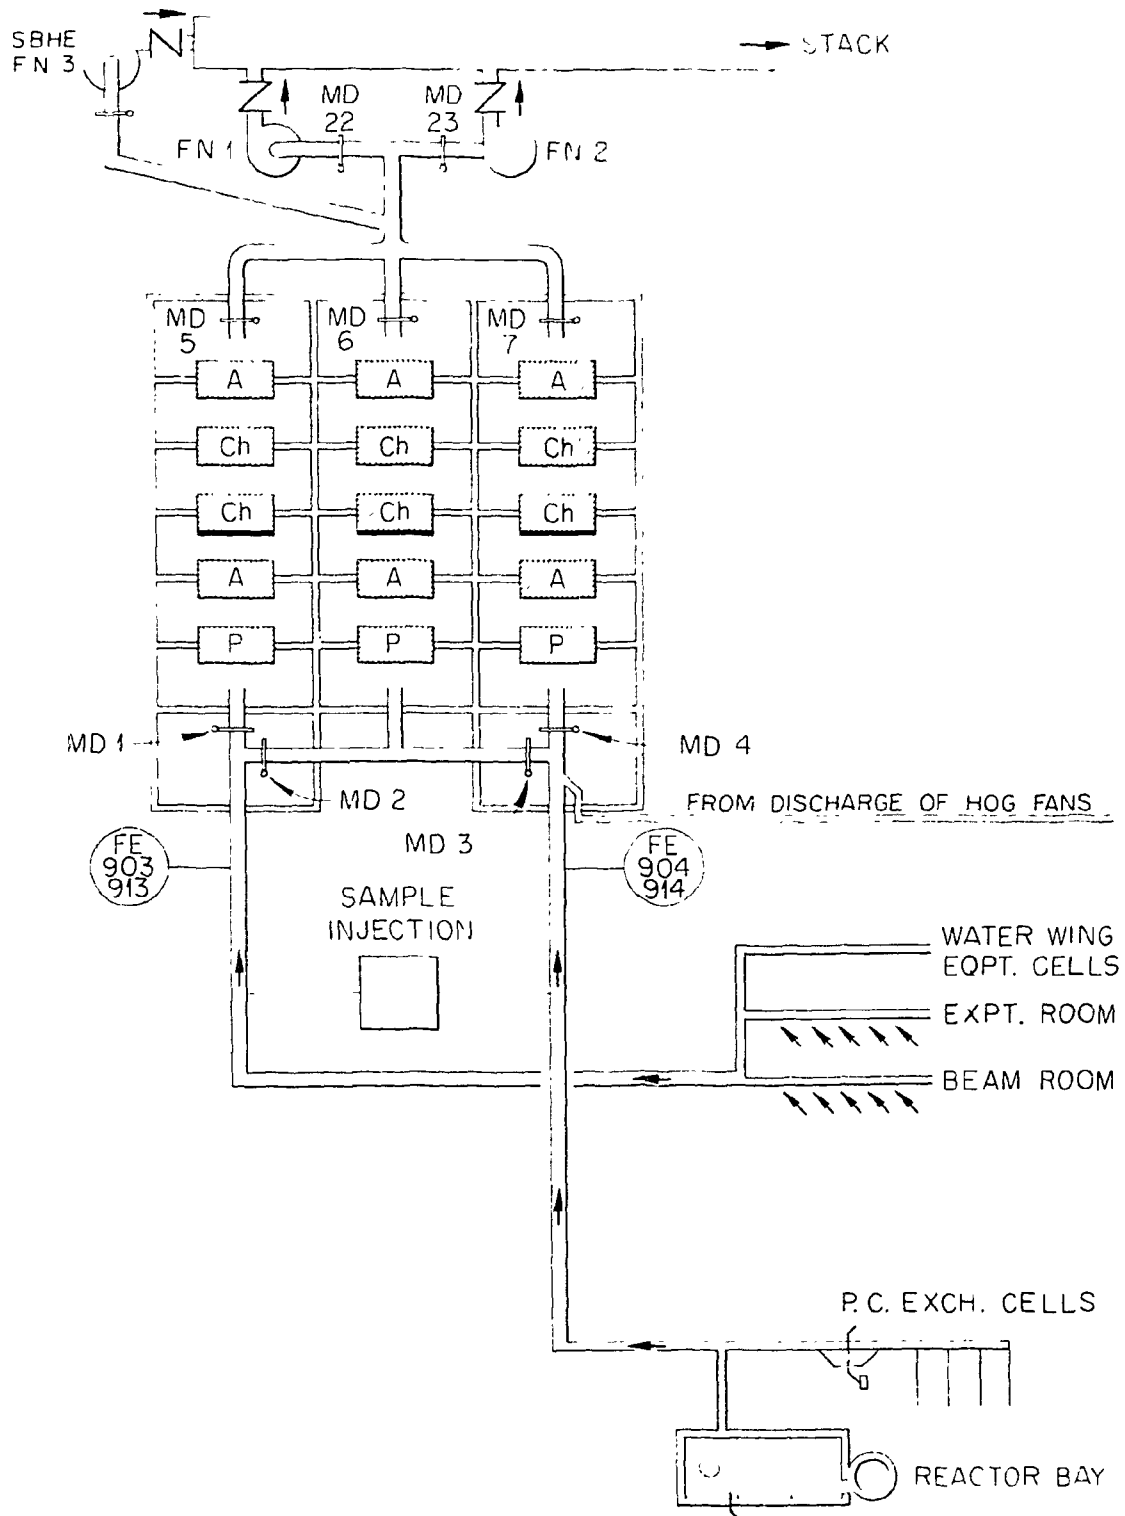 SBHE
FN 3
STACK
MD
22
MD
23
FN 1
FN 2
MD
5
MD
6
MD
7
A
A
A
Ch
Ch
Ch
Ch
Ch
Ch
A
A
A
P
P
P
MD 1
MD 4
MD 2
FROM DISCHARGE OF HOG FANS
MD 3
FE
903
913
FE
904
914
SAMPLE
INJECTION
WATER WING
EQPT. CELLS
EXPT. ROOM
BEAM ROOM
P.C. EXCH. CELLS
REACTOR BAY